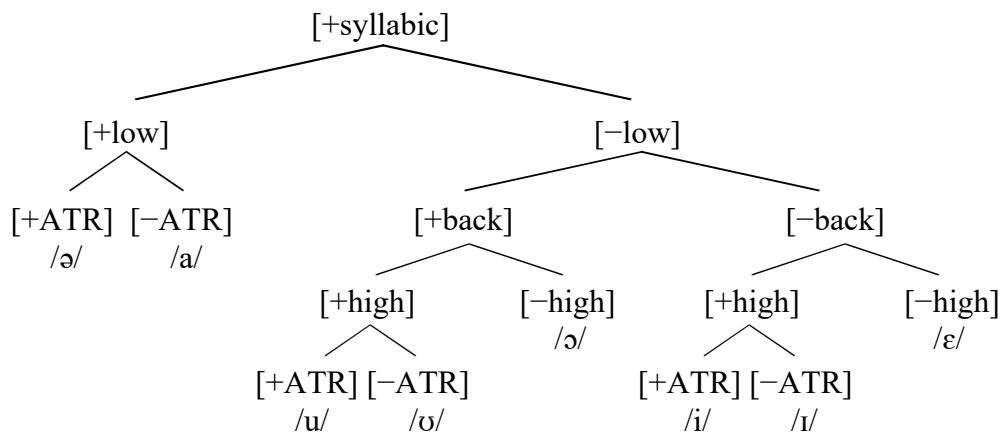 [+syllabic]
[+low] [−low]
[+ATR] [−ATR] [+back] [−back]
/ə/ /a/
[+high] [−high] [+high] [−high]
/ɔ/ /ɛ/
[+ATR] [−ATR] [+ATR] [−ATR]
/u/ /ʊ/ /i/ /ɪ/